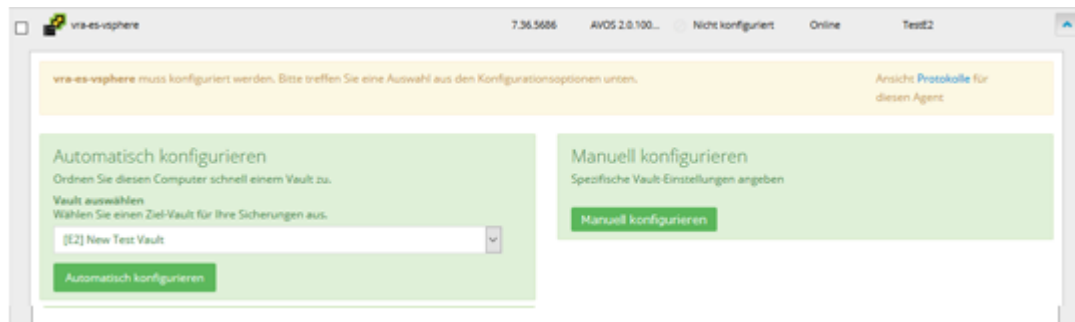 vra-es-vsphere 7.36.5686 AVOS 2.0.100... Nicht konfiguriert Online TestE2
vra-es-vsphere muss konfiguriert werden. Bitte treffen Sie eine Auswahl aus den Konfigurationsoptionen unten.
Ansicht Protokolle für
diesen Agent
Automatisch konfigurieren
Ordnen Sie diesen Computer schnell einem Vault zu.
Vault auswählen
Wählen Sie einen Ziel-Vault für Ihre Sicherungen aus.
[E2] New Test Vault
Automatisch konfigurieren
Manuell konfigurieren
Spezifische Vault-Einstellungen angeben
Manuell konfigurieren